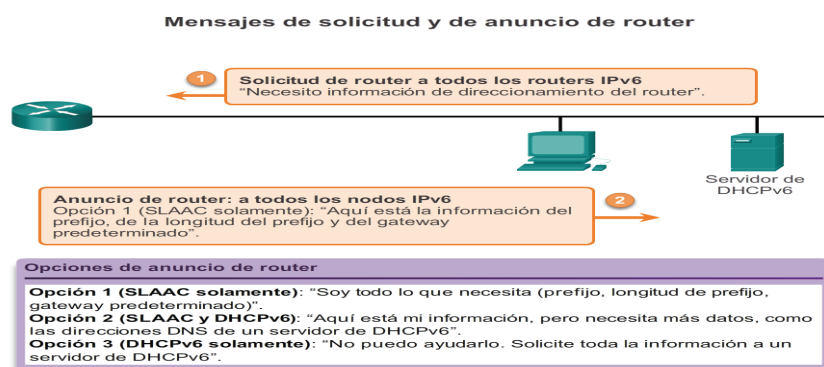 Mensajes de solicitud y de anuncio de router
1
Solicitud de router a todos los routers IPv6
“Necesito información de direccionamiento del router”.
Servidor de
DHCPv6
Anuncio de router: a todos los nodos IPv6
Opción 1 (SLAAC solamente): “Aquí está la información del
prefijo, de la longitud del prefijo y del gateway
predeterminado”.
2
Opciones de anuncio de router
Opción 1 (SLAAC solamente): “Soy todo lo que necesita (prefijo, longitud de prefijo,
gateway predeterminado)”.
Opción 2 (SLAAC y DHCPv6): “Aquí está mi información, pero necesita más datos, como
las direcciones DNS de un servidor de DHCPv6”.
Opción 3 (DHCPv6 solamente): “No puedo ayudarlo. Solicite toda la información a un
servidor de DHCPv6”.